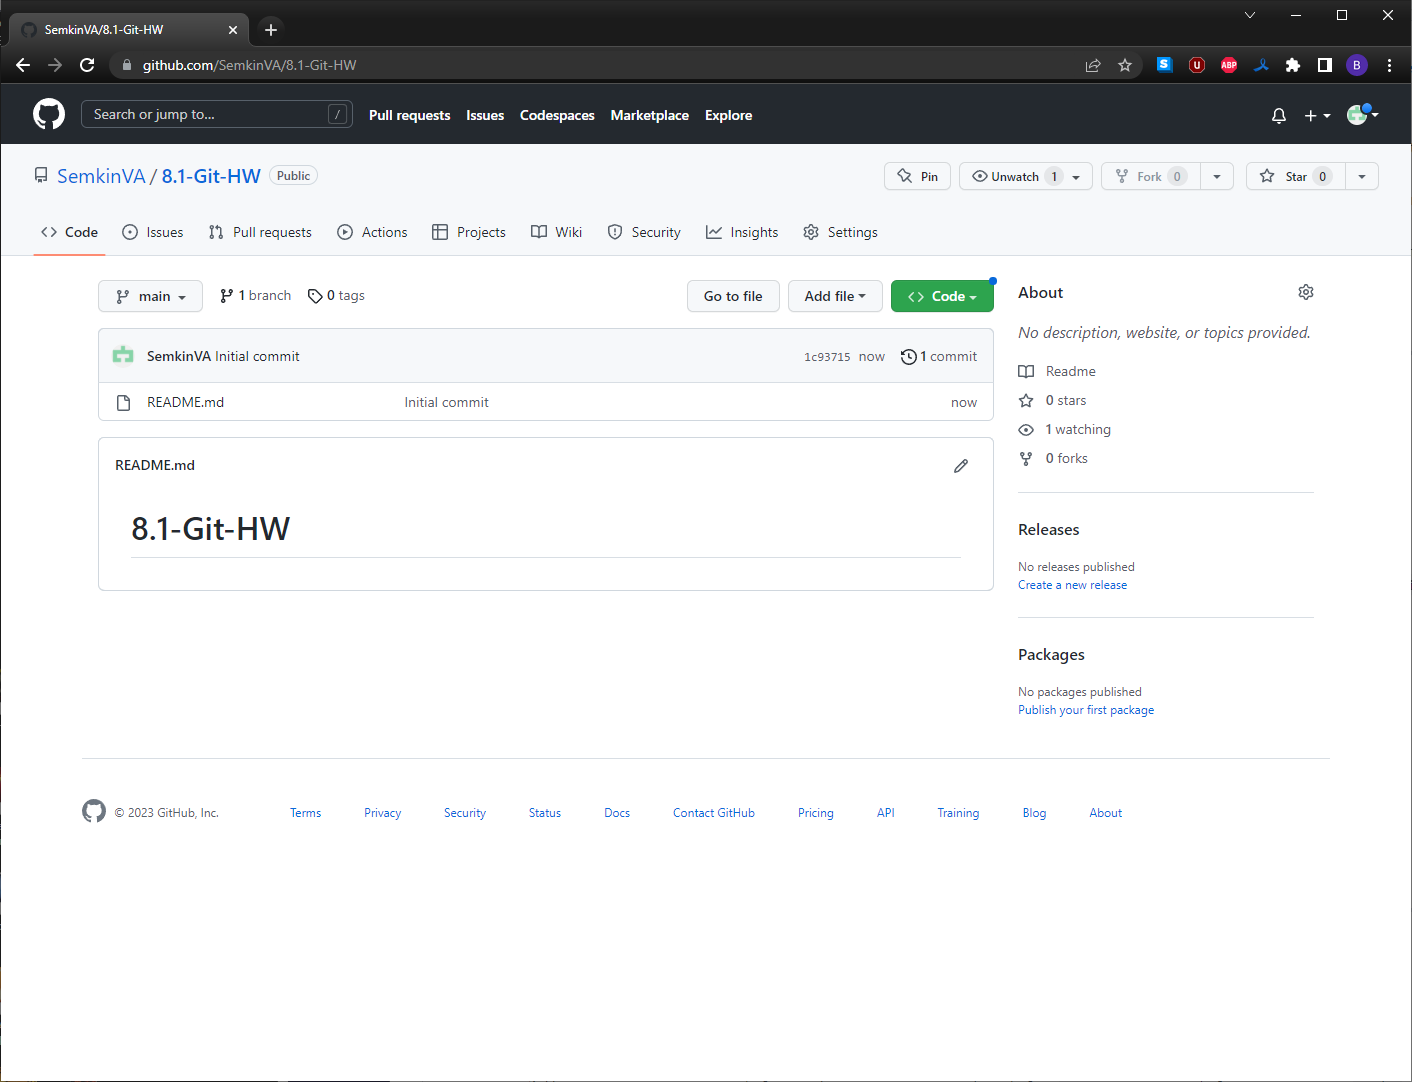 SemkinVA/8.1-Git-HW
github.com/SemkinVA/8.1-Git-HW
S U ABP B
Search or jump to... / Pull requests Issues Codespaces Marketplace Explore
SemkinVA / 8.1-Git-HW Public Pin Unwatch 1 Fork 0 Star 0
Code Issues Pull requests Actions Projects Wiki Security Insights Settings
main 1 branch 0 tags Go to file Add file Code
SemkinVA Initial commit 1c93715 now 1 commit
README.md Initial commit now
README.md
8.1-Git-HW
About
No description, website, or topics provided.
Readme
0 stars
1 watching
0 forks
Releases
No releases published
Create a new release
Packages
No packages published
Publish your first package
© 2023 GitHub, Inc. Terms Privacy Security Status Docs Contact GitHub Pricing API Training Blog About